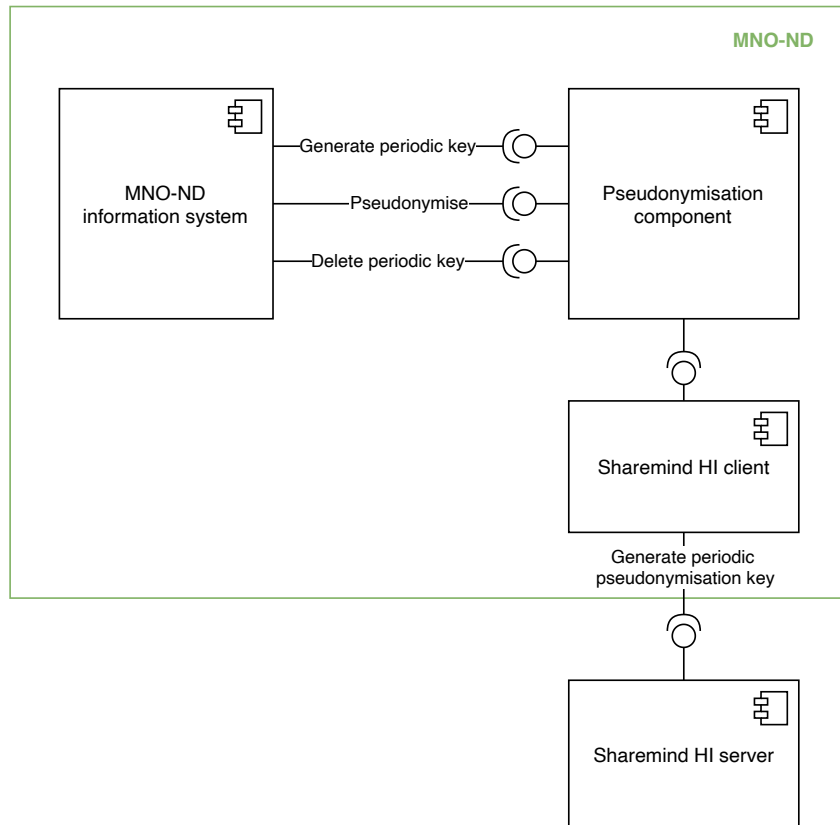 MNO-ND
MNO-ND
information system
Generate periodic key
Pseudonymise
Delete periodic key
Pseudonymisation
component
Sharemind HI client
Generate periodic
pseudonymisation key
Sharemind HI server